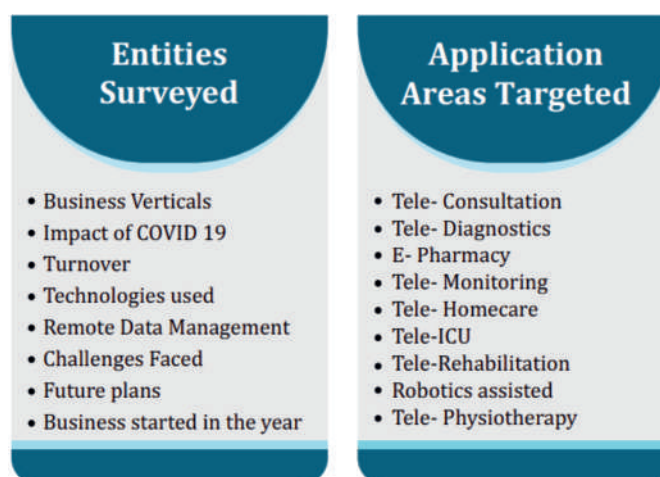 Entities
Surveyed
• Business Verticals
• Impact of COVID 19
• Turnover
• Technologies used
• Remote Data Management
• Challenges Faced
• Future plans
• Business started in the year
Application
Areas Targeted
• Tele- Consultation
• Tele- Diagnostics
• E- Pharmacy
• Tele- Monitoring
• Tele- Homecare
• Tele-ICU
• Tele-Rehabilitation
• Robotics assisted
• Tele- Physiotherapy